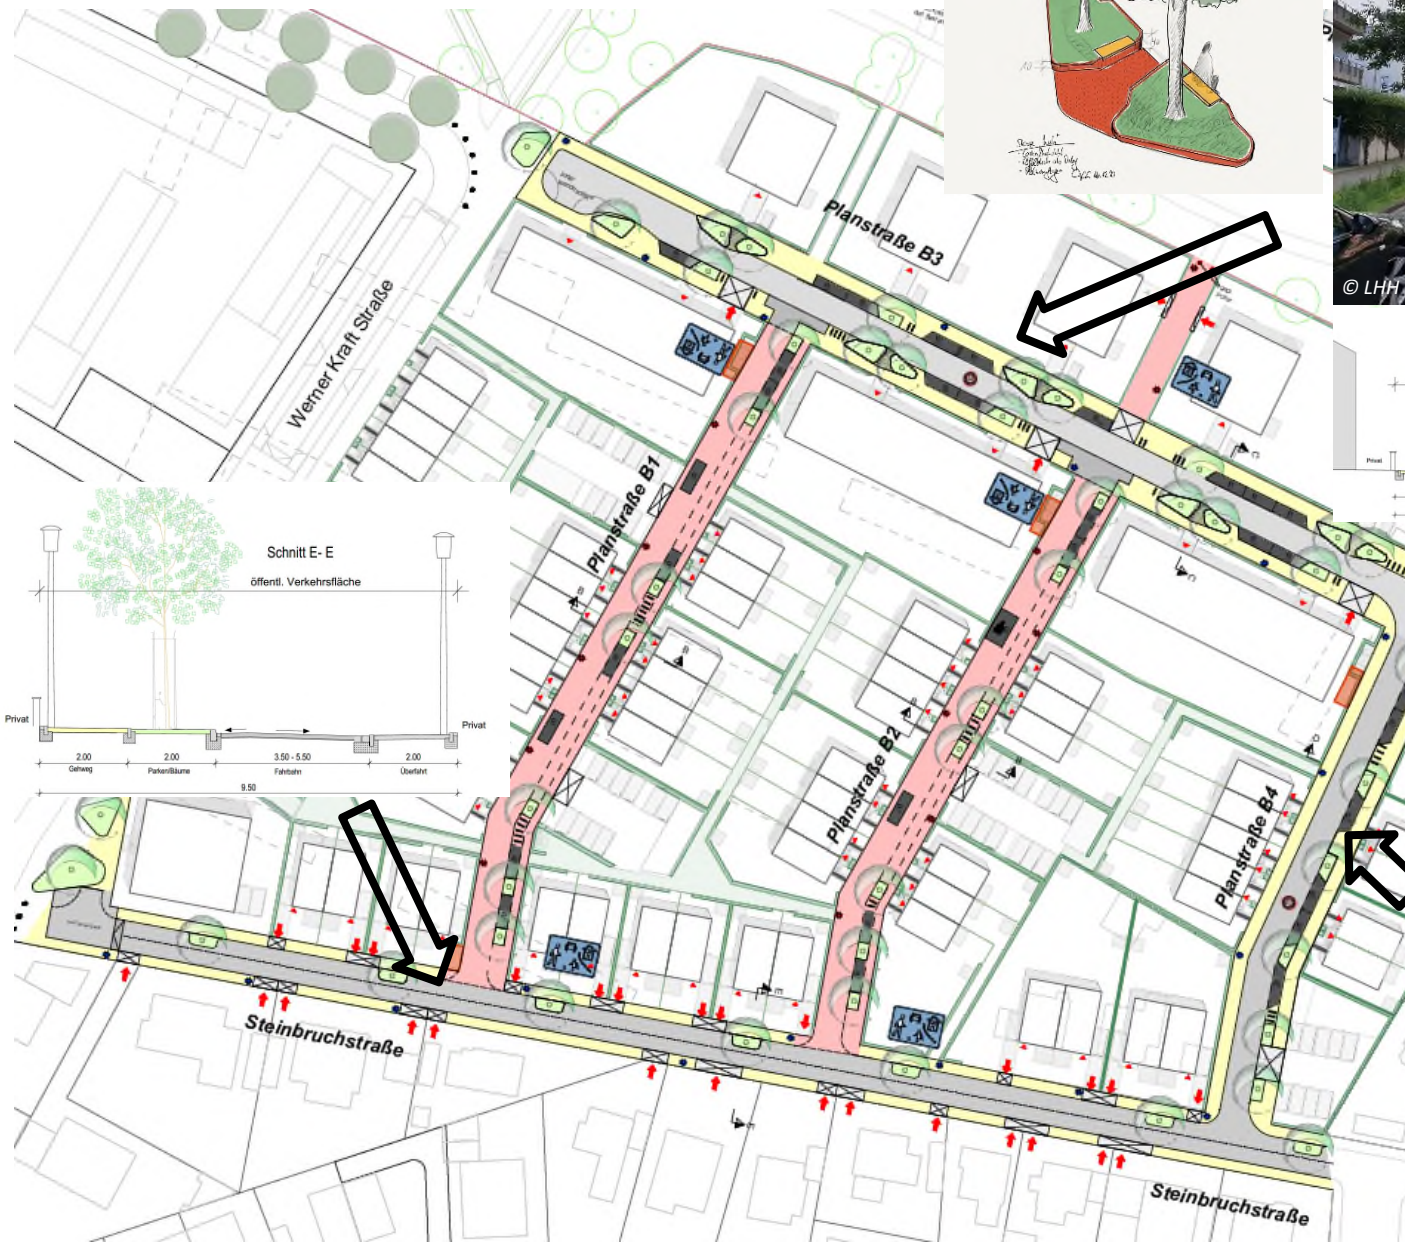 Planstraße B3
© LHH
Werner Kraft Straße
Privat
Planstraße B1
Schnitt E- E
öffentl. Verkehrsfläche
B
B
B
B
C
C
D
Privat
Privat
2.00
2.00
3.50 - 5.50
2.00
Gehweg
Parken/Bäume
Fahrbahn
Überfahrt
9.50
Planstraße B2
Planstraße B4
E
E
Steinbruchstraße
Steinbruchstraße